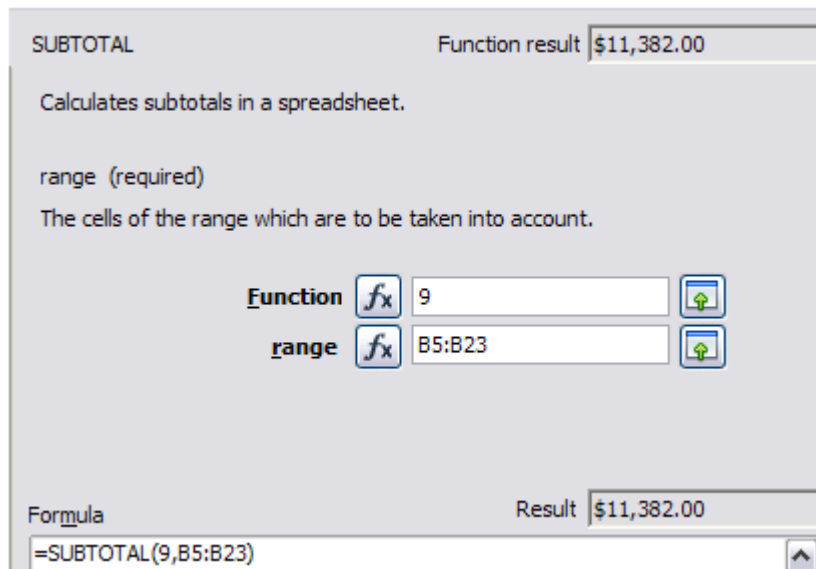 SUBTOTAL Function result $11,382.00
Calculates subtotals in a spreadsheet.
range (required)
The cells of the range which are to be taken into account.
Function fx 9
range fx B5:B23
Formula Result $11,382.00
=SUBTOTAL(9,B5:B23)